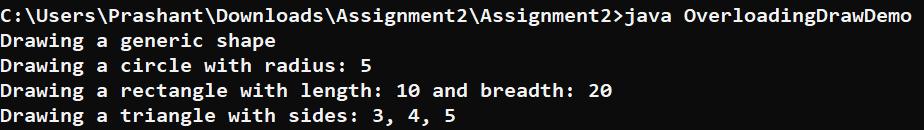 C:\Users\Prashant\Downloads\Assignment2\Assignment2>java OverloadingDrawDemo
Drawing a generic shape
Drawing a circle with radius: 5
Drawing a rectangle with length: 10 and breadth: 20
Drawing a triangle with sides: 3, 4, 5